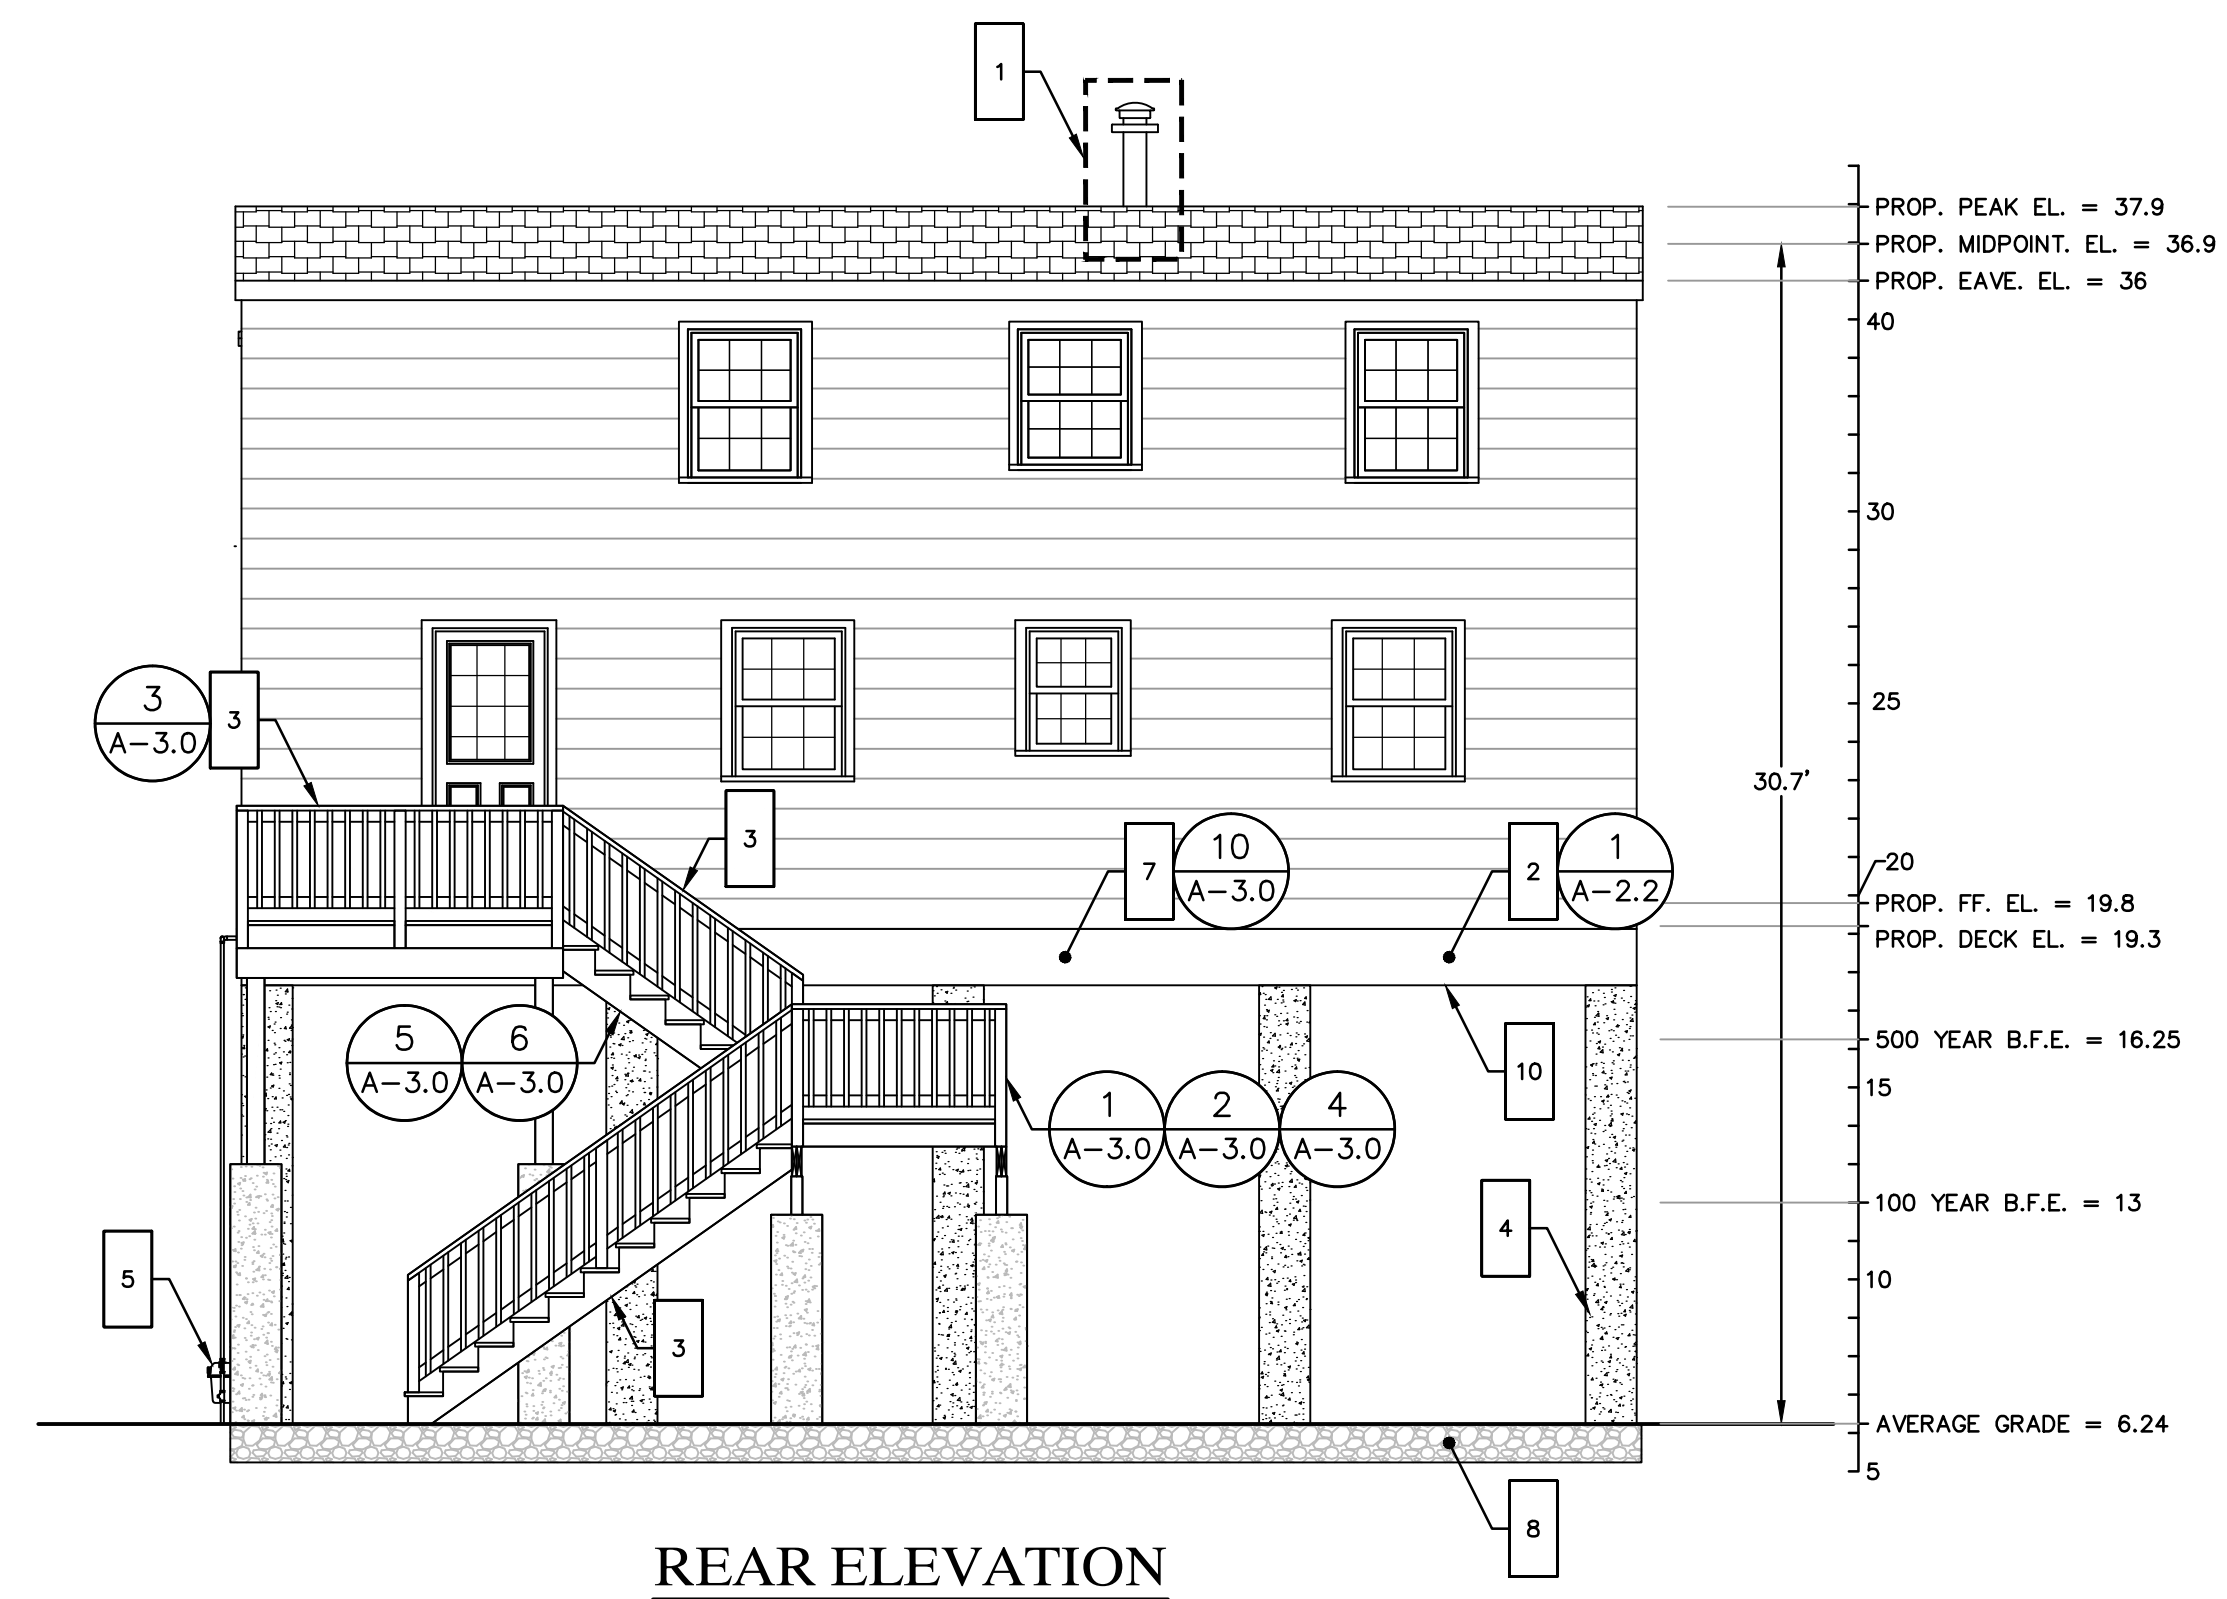 1
PROP. PEAK EL. = 37.9
PROP. MIDPOINT. EL. = 36.9
PROP. EAVE. EL. = 36
40
30
25
3
A-3.0
3
30.7'
3
7
10
A-3.0
2
1
A-2.2
20
PROP. FF. EL. = 19.8
PROP. DECK EL. = 19.3
5
A-3.0
6
A-3.0
500 YEAR B.F.E. = 16.25
10
15
1
A-3.0
2
A-3.0
4
A-3.0
100 YEAR B.F.E. = 13
4
5
10
3
AVERAGE GRADE = 6.24
5
8
REAR ELEVATION